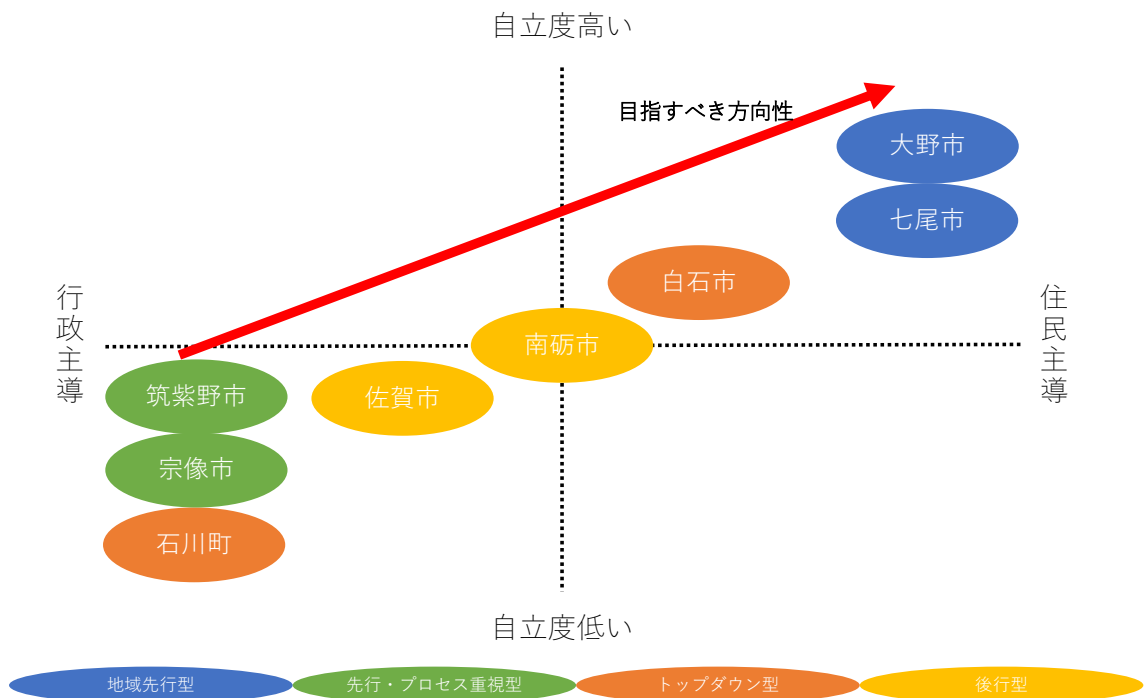 自立度高い
目指すべき方向性
大野市
七尾市
白石市
行政主導
住民主導
南砺市
筑紫野市
佐賀市
宗像市
石川町
自立度低い
地域先行型
先行・プロセス重視型
トップダウン型
後行型